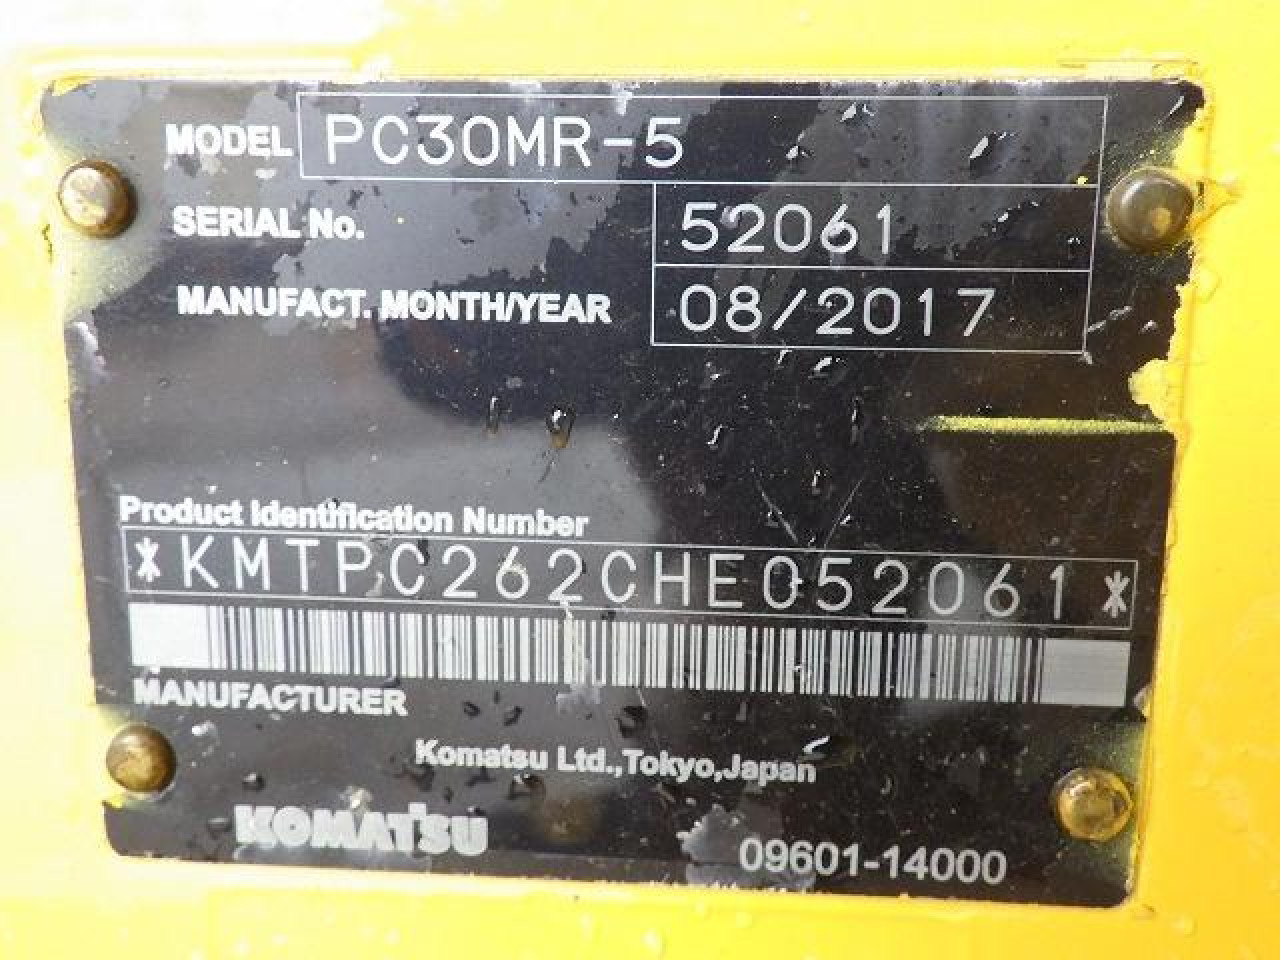 MODEL PC30MR-5
SERIAL No. 52061
MANUFACT. MONTH/YEAR 08/2017
Product Identification Number
*KMTPC262CHE052061*
MANUFACTURER
Komatsu Ltd.,Tokyo,Japan
KOMATSU 09601-14000